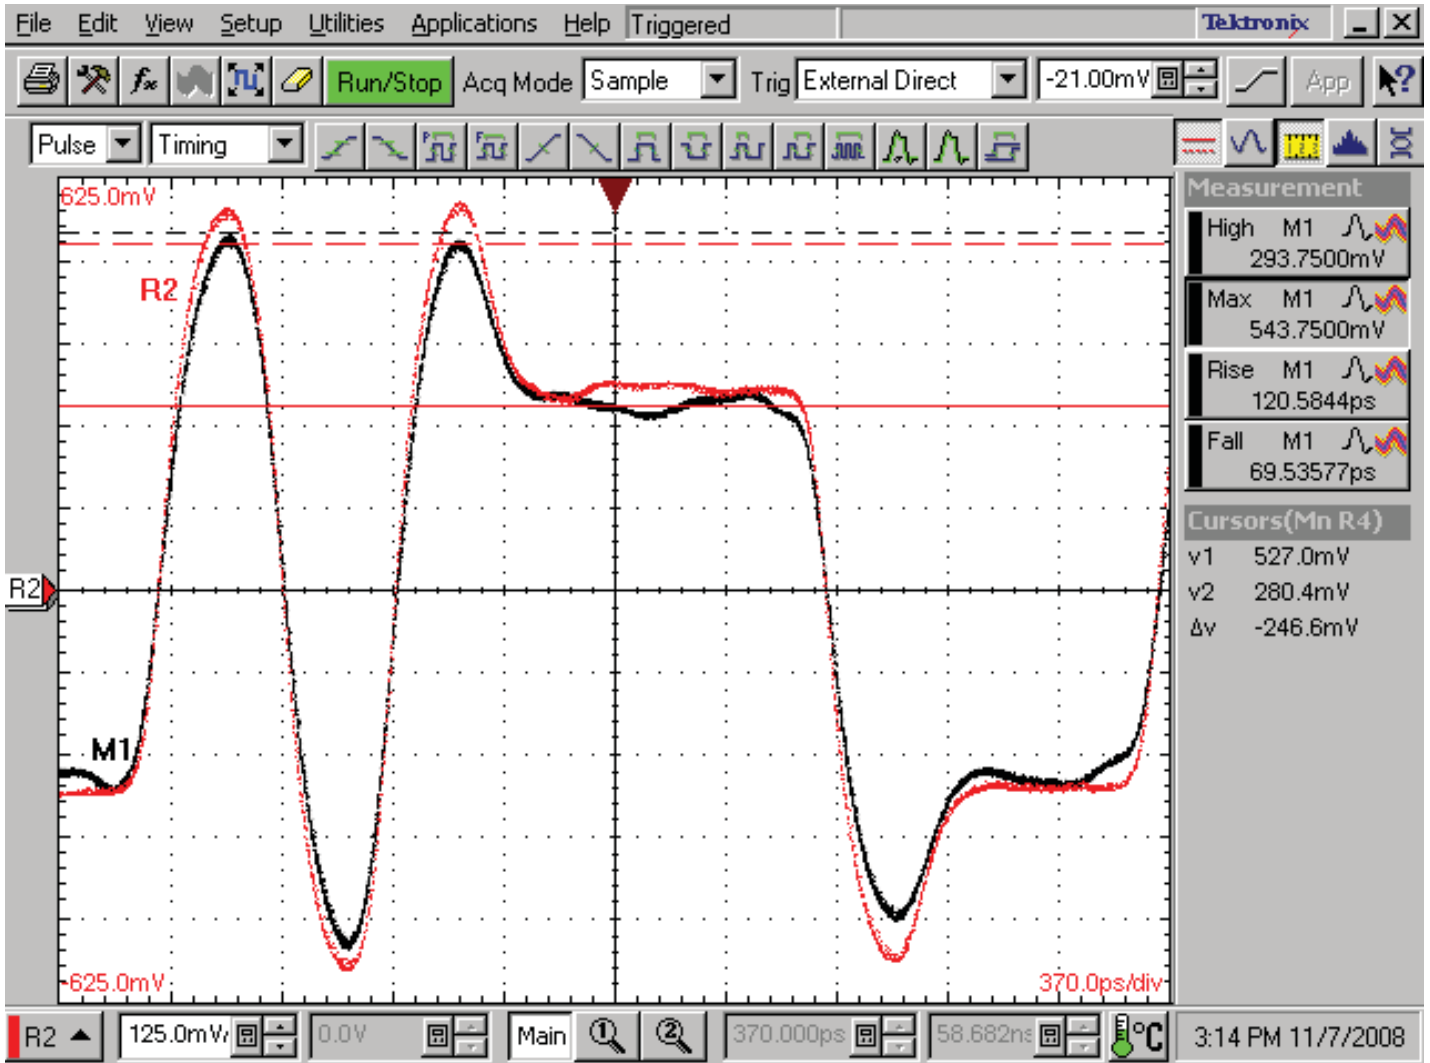 File Edit View Setup Utilities Applications Help Triggered Tektronix
Run/Stop Acq Mode Sample Trig External Direct -21.00mV App
Pulse Timing
625.0mV
R2
M1
R2
-625.0mV 370.0ps/div
Measurement
High M1
293.7500mV
Max M1
543.7500mV
Rise M1
120.5844ps
Fall M1
69.53577ps
Cursors(Mn R4)
v1 527.0mV
v2 280.4mV
Δv -246.6mV
R2 125.0mV/ 0.0V Main 1 2 370.000ps 58.682ns °C 3:14 PM 11/7/2008